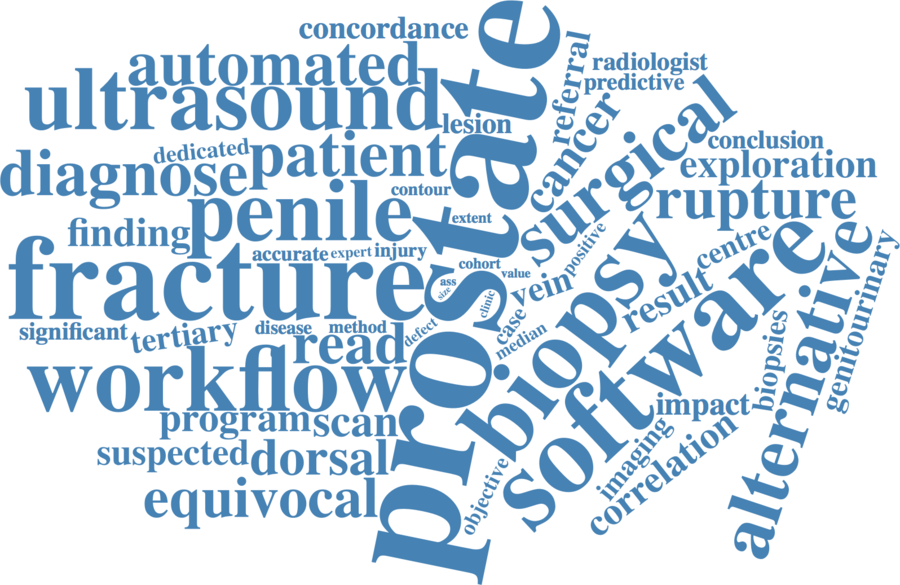 concordance
automated
ultrasound
prostate
referral
radiologist
predictive
lesion
cancer
surgical
conclusion
exploration
dedicated
patient
diagnose
contour
rupture
penile
extent
finding
accurate
expert
injury
positive
centre
fracture
cohort
value
ass
size
clinic
vein
biopsy
result
software
alternative
genitourinary
significant
tertiary
disease
method
defect
case
median
read
workflow
biopsies
impact
program
scan
imaging
correlation
suspected
dorsal
objective
equivocal